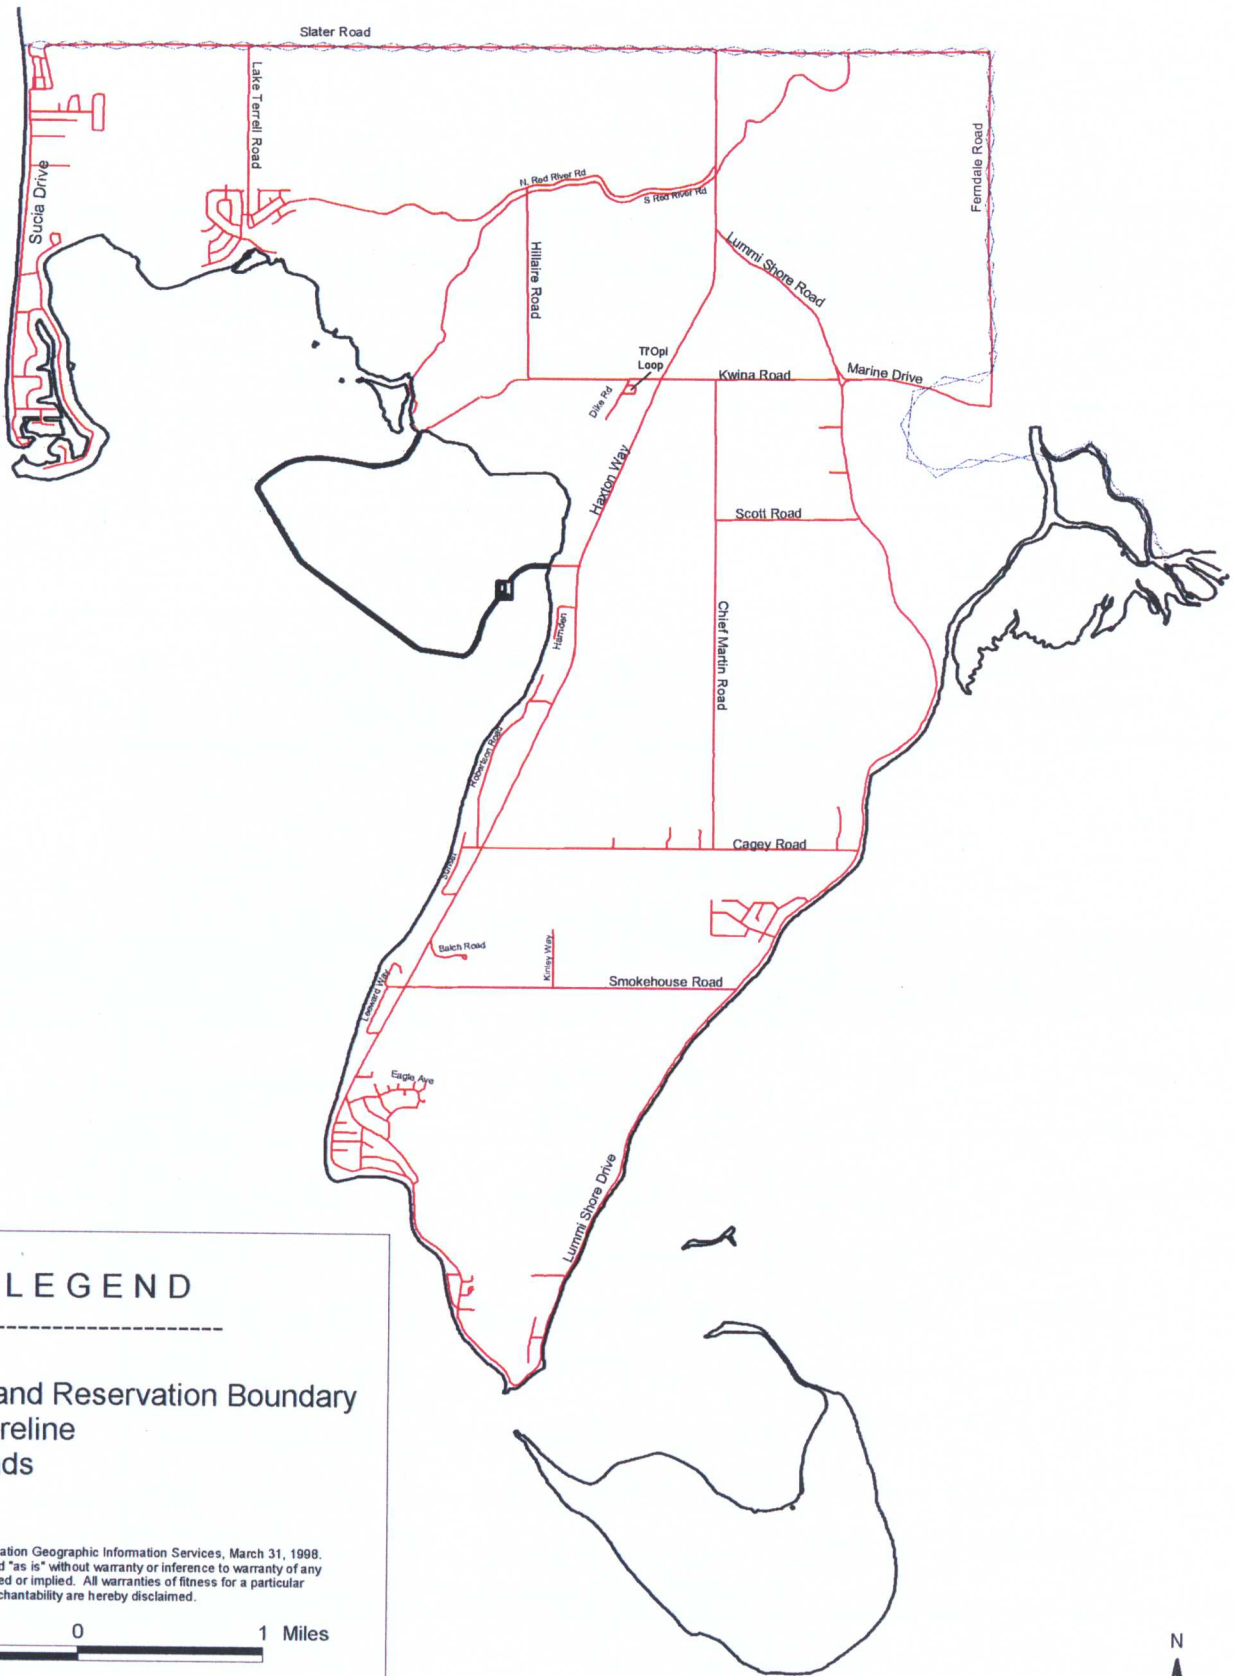 Slater Road
Lake Terrell Road
Sucia Drive
Ferndale Road
N. Red River Rd
S Red River Rd
Hillaire Road
Lummi Shore Road
Tl'Opi
Loop
Kwina Road
Marine Drive
Dike Rd
Haxton Way
Scott Road
Chief Martin Road
Hamden
Robertson Road
Cagey Road
Sunset
Balch Road
Kinley Way
Smokehouse Road
Leeward Way
Eagle Ave
Lummi Shore Drive
LEGEND
and Reservation Boundary
reline
ds
ation Geographic Information Services, March 31, 1998.
d "as is" without warranty or inference to warranty of any
ed or implied. All warranties of fitness for a particular
chantability are hereby disclaimed.
0 1 Miles
N